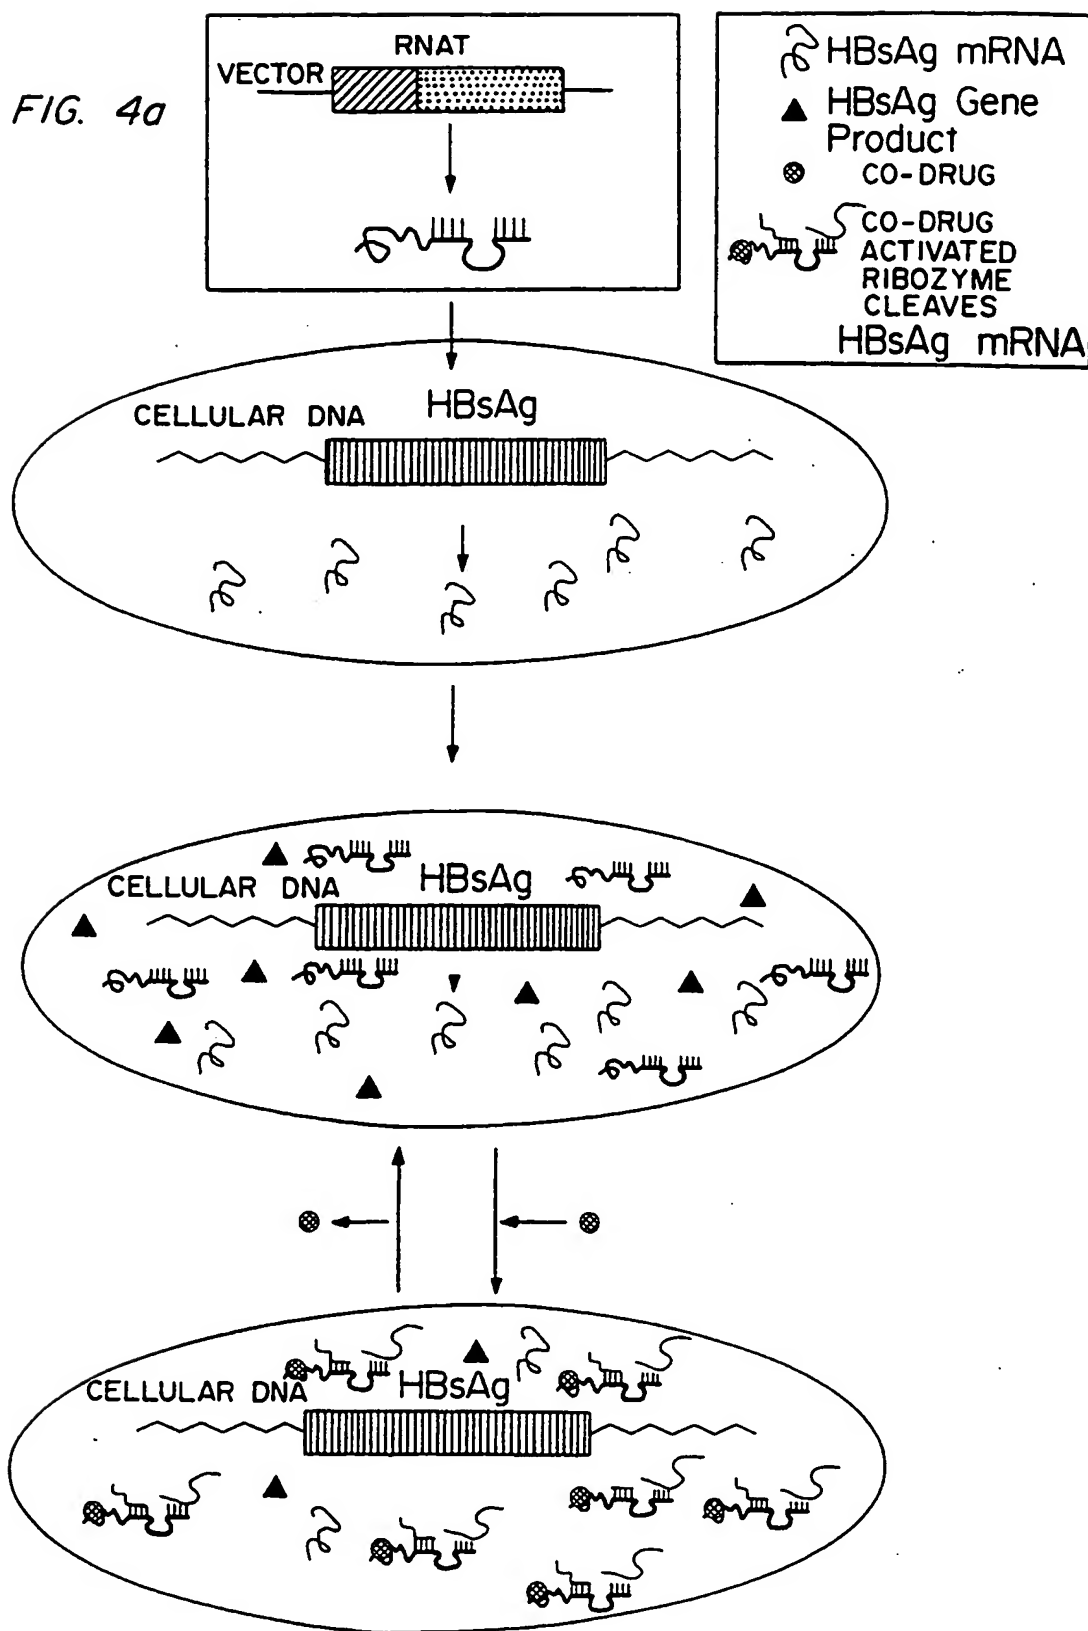 FIG. 4a
RNAT
VECTOR
HBsAg mRNA
HBsAg Gene
Product
CO-DRUG
CO-DRUG
ACTIVATED
RIBOZYME
CLEAVES
HBsAg mRNA
CELLULAR DNA HBsAg
CELLULAR DNA HBsAg
CELLULAR DNA HBsAg